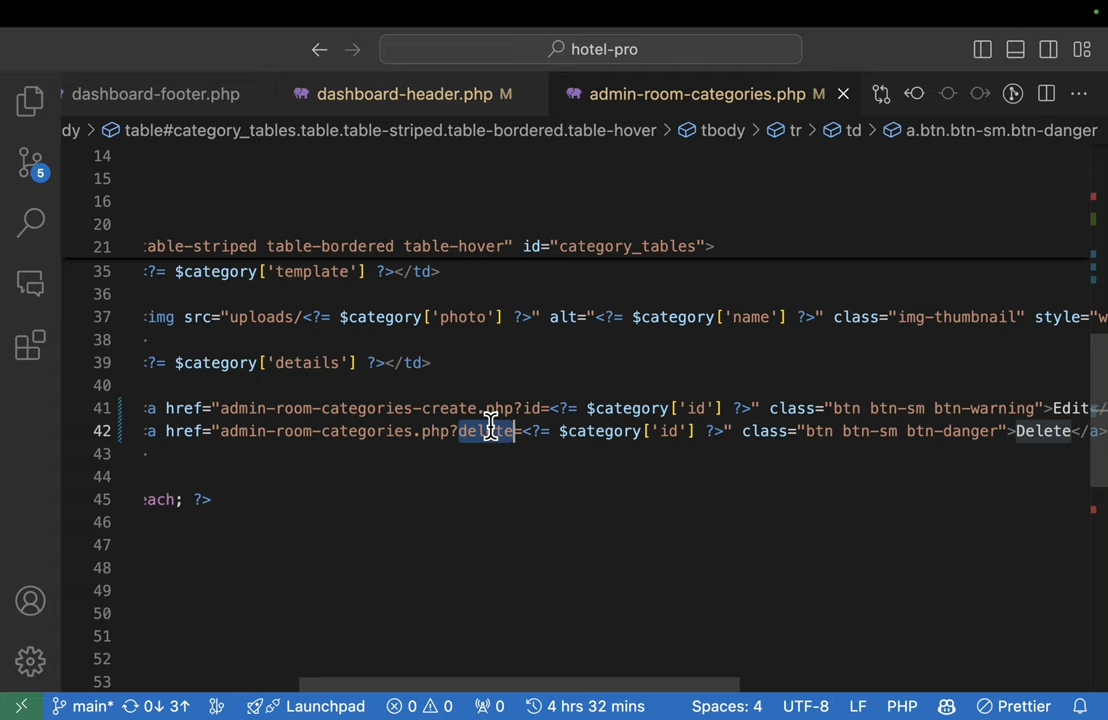 hotel-pro
dashboard-footer.php
dashboard-header.php M
admin-room-categories.php M
dy > table#category_tables.table.table-striped.table-bordered.table-hover > tbody > tr > td > a.btn.btn-sm.btn-danger
14
15
16
20
21 able-striped table-bordered table-hover" id="category_tables">
35 ?= $category['template'] ?></td>
36
37 img src="uploads/<?= $category['photo'] ?>" alt="<?= $category['name'] ?>" class="img-thumbnail" style="w
38
39 ?= $category['details'] ?></td>
40
41 a href="admin-room-categories-create.php?id=<?= $category['id'] ?>" class="btn btn-sm btn-warning">Edit<
42 a href="admin-room-categories.php?delete=<?= $category['id'] ?>" class="btn btn-sm btn-danger">Delete</a>
43
44
45 each; ?>
46
47
48
49
50
51
52
53
5
main* 0↓ 3↑ Launchpad 0 0 0 4 hrs 32 mins Spaces: 4 UTF-8 LF PHP Prettier